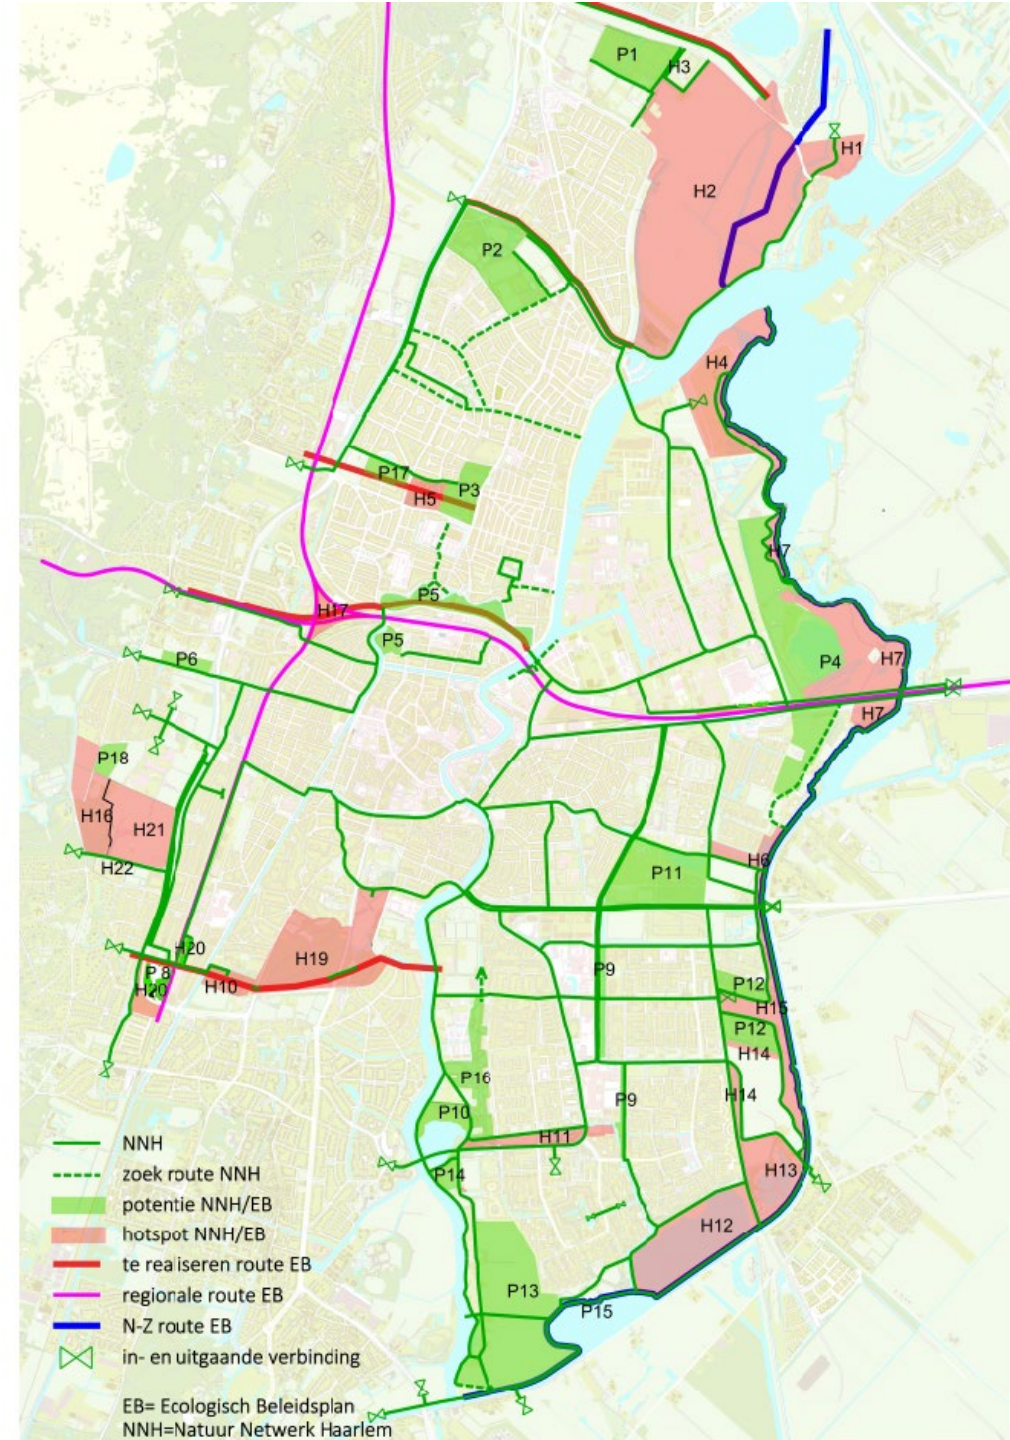 P1
H3
H1
H2
P2
H4
P17
H5
P3
H7
P5
H17
P5
P6
P4
H7
H7
P18
H16
H21
H22
H6
P11
H20
P 8
H20
H10
H19
P9
P12
H15
P12
H14
P16
P10
P9
H14
H11
P14
H13
H12
P13
P15
NNH
zoek route NNH
potentie NNH/EB
hotspot NNH/EB
te realiseren route EB
regionale route EB
N-Z route EB
in- en uitgaande verbinding
EB= Ecologisch Beleidsplan
NNH=Natuur Netwerk Haarlem